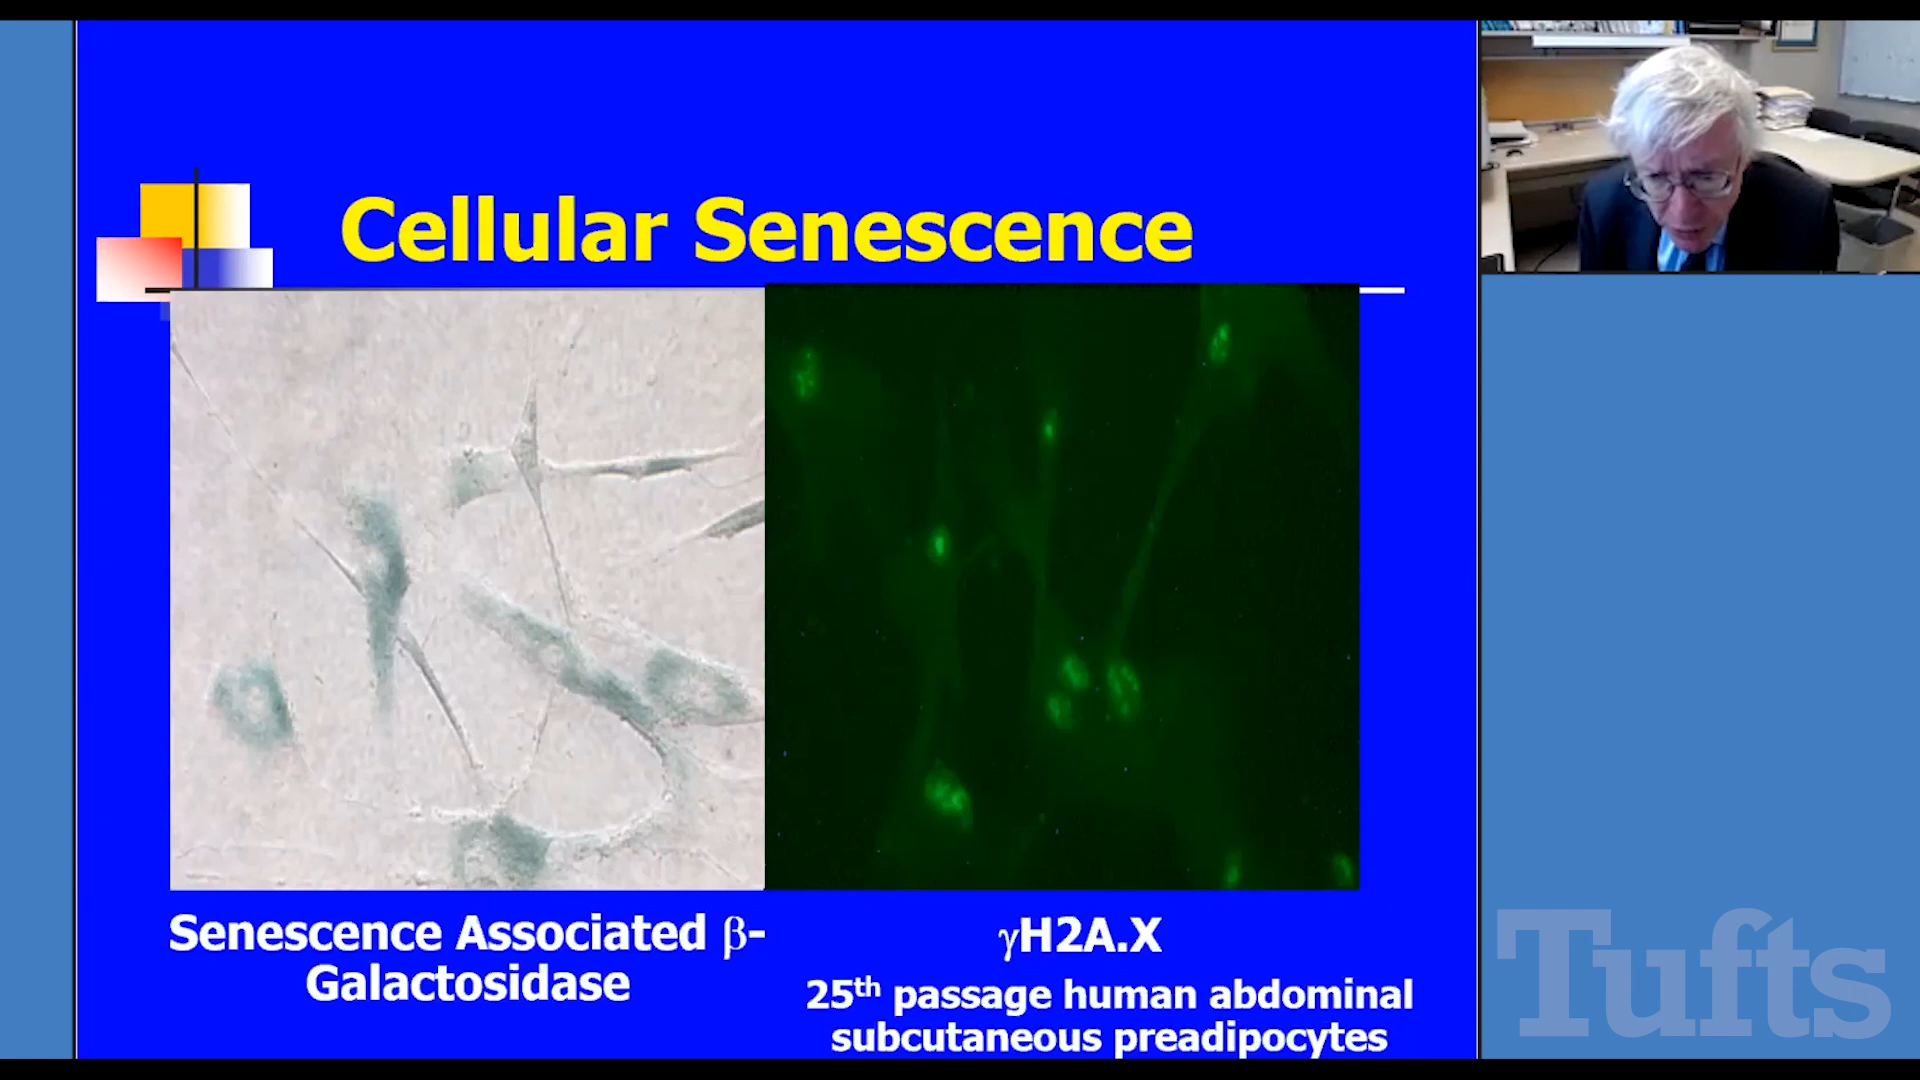 Cellular Senescence
Senescence Associated β-
Galactosidase
γH2A.X
25th passage human abdominal
subcutaneous preadipocytes
Tufts